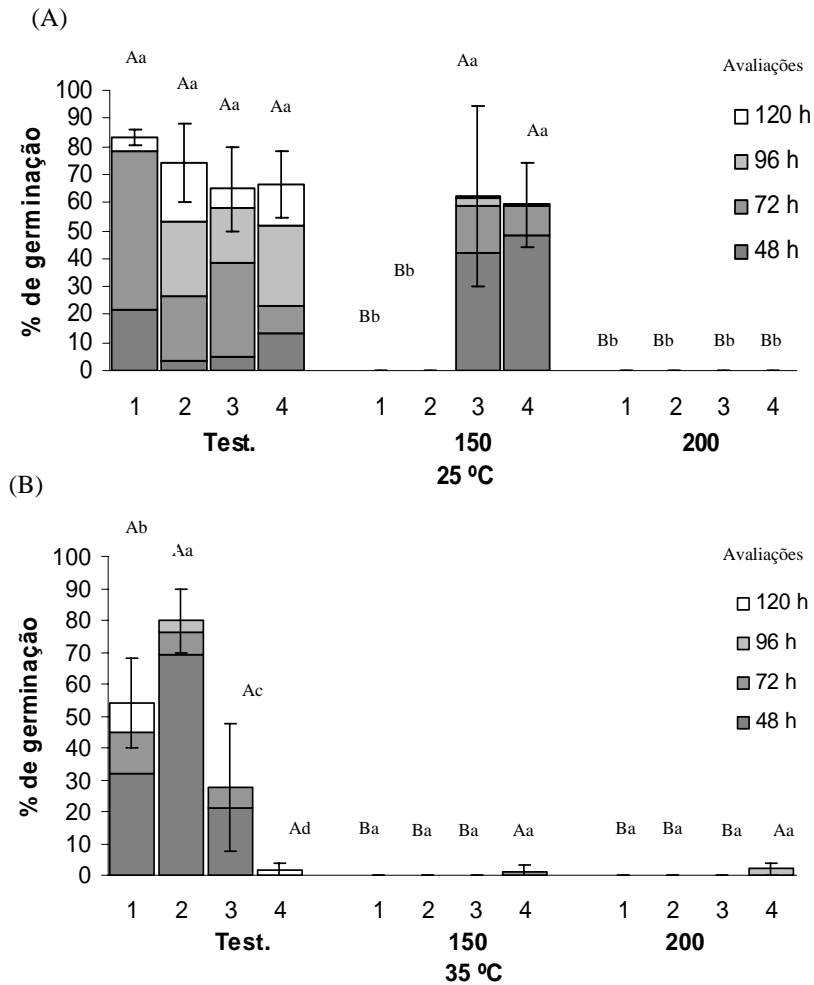 (A)
Aa
Aa
Aa
Aa
Aa
Aa
Bb
Bb
Bb
Bb
Bb
Bb
Avaliações
120 h
96 h
72 h
48 h
% de germinação
100
90
80
70
60
50
40
30
20
10
0
1 2 3 4 1 2 3 4 1 2 3 4
Test. 150 200
25 ºC
(B)
Ab
Aa
Ac
Ad
Ba
Ba
Ba
Aa
Ba
Ba
Ba
Aa
Avaliações
120 h
96 h
72 h
48 h
% de germinação
100
90
80
70
60
50
40
30
20
10
0
1 2 3 4 1 2 3 4 1 2 3 4
Test. 150 200
35 ºC